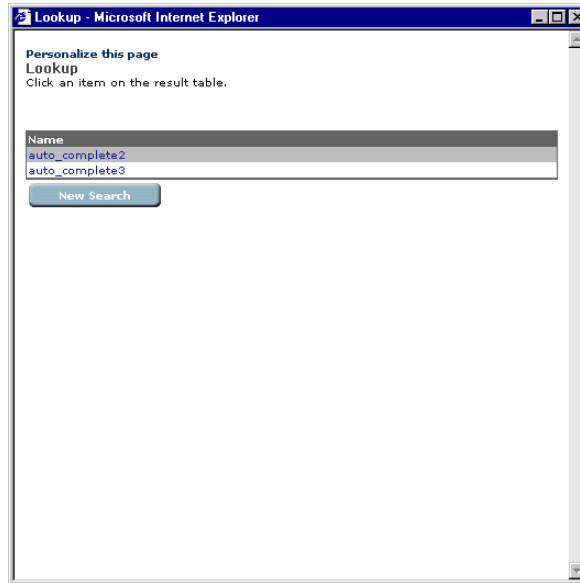 Lookup - Microsoft Internet Explorer
Personalize this page
Lookup
Click an item on the result table.
Name
auto_complete2
auto_complete3
New Search